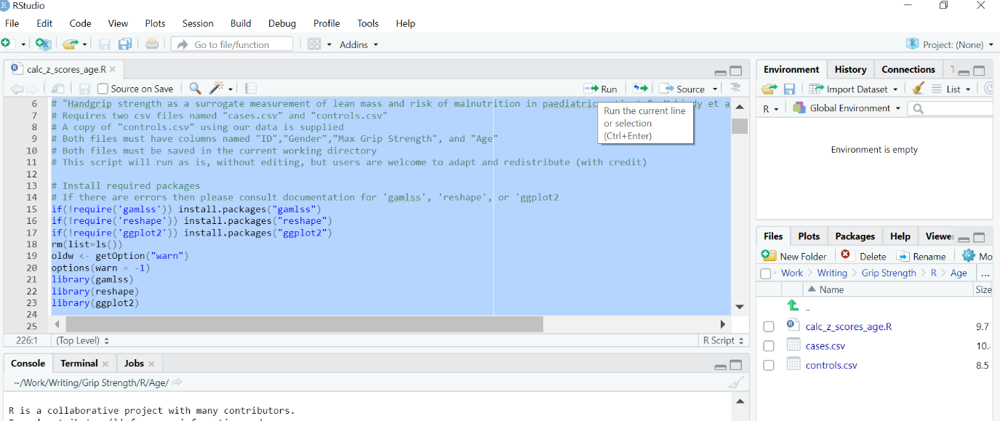 RStudio
File Edit Code View Plots Session Build Debug Profile Tools Help
Go to file/function Addins Project: (None)
calc_z_scores_age.R
Source on Save Run Source
6 # "Handgrip strength as a surrogate measurement of lean mass and risk of malnutrition in paediatric
7 # Requires two csv files named "cases.csv" and "controls.csv"
8 # A copy of "controls.csv" using our data is supplied
9 # Both files must have columns named "ID","Gender","Max Grip Strength", and "Age"
10 # Both files must be saved in the current working directory
11 # This script will run as is, without editing, but users are welcome to adapt and redistribute (with credit)
12
13 # Install required packages
14 # If there are errors then please consult documentation for 'gamlss', 'reshape', or 'ggplot2
15 if(!require('gamlss')) install.packages("gamlss")
16 if(!require('reshape')) install.packages("reshape")
17 if(!require('ggplot2')) install.packages("ggplot2")
18 rm(list=ls())
19 oldw <- getOption("warn")
20 options(warn = -1)
21 library(gamlss)
22 library(reshape)
23 library(ggplot2)
24
25
Run the current line
or selection
(Ctrl+Enter)
226:1 (Top Level) R Script
Console Terminal Jobs
~/Work/Writing/Grip Strength/R/Age/
R is a collaborative project with many contributors.
Environment History Connections
Import Dataset List
R Global Environment
Environment is empty
Files Plots Packages Help Viewer
New Folder Delete Rename Mo
Work Writing Grip Strength R Age ...
Name Size
..
calc_z_scores_age.R 9.7
cases.csv 10.
controls.csv 8.5